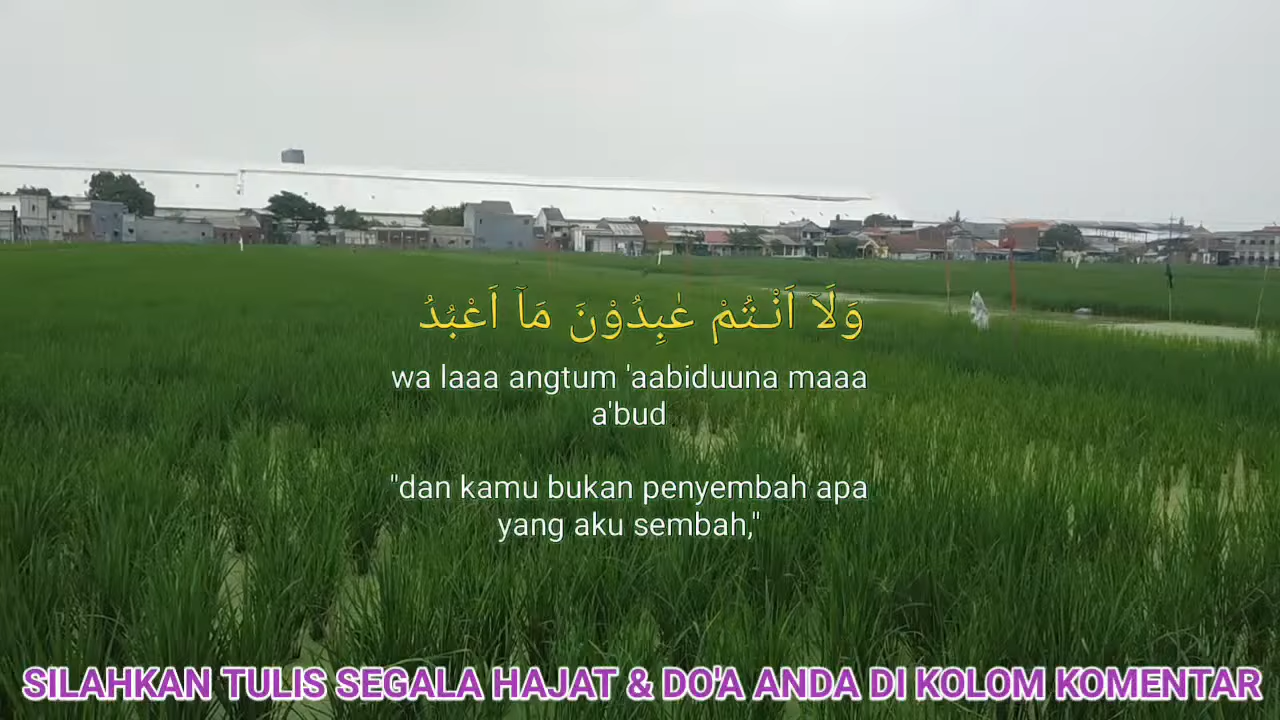 وَلَآ اَنْـتُمْ عٰبِدُوْنَ مَآ اَعْبُدُ
wa laaa angtum 'aabiduuna maaa
a'bud
"dan kamu bukan penyembah apa
yang aku sembah,"
SILAHKAN TULIS SEGALA HAJAT & DO'A ANDA DI KOLOM KOMENTAR